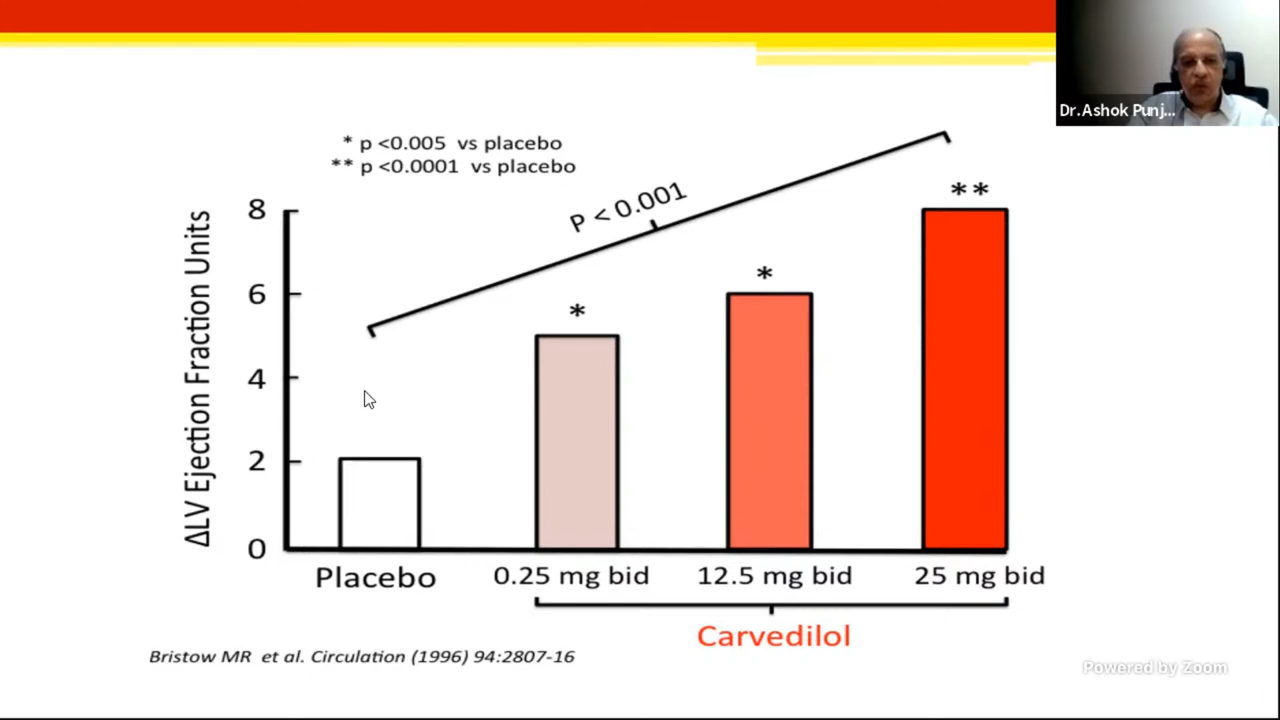 Dr.Ashok Punj...
* p <0.005 vs placebo
** p <0.0001 vs placebo
P < 0.001
**
*
*
ΔLV Ejection Fraction Units
8
6
4
2
0
Placebo
0.25 mg bid
12.5 mg bid
25 mg bid
Carvedilol
Bristow MR et al. Circulation (1996) 94:2807-16
Powered by Zoom